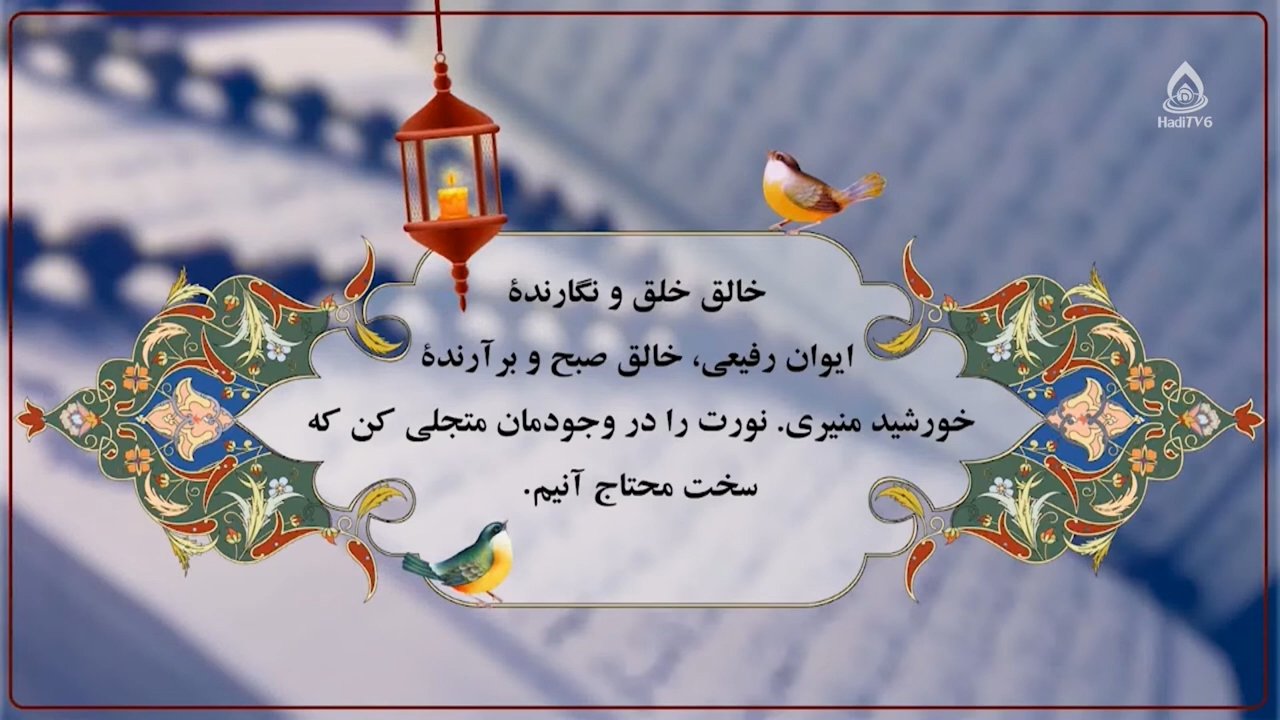 HadiTV6
خالق خلق و نگارندهٔ
ایوان رفیعی، خالق صبح و برآرندهٔ
خورشید منیری. نورت را در وجودمان متجلی کن که
سخت محتاج آنیم.